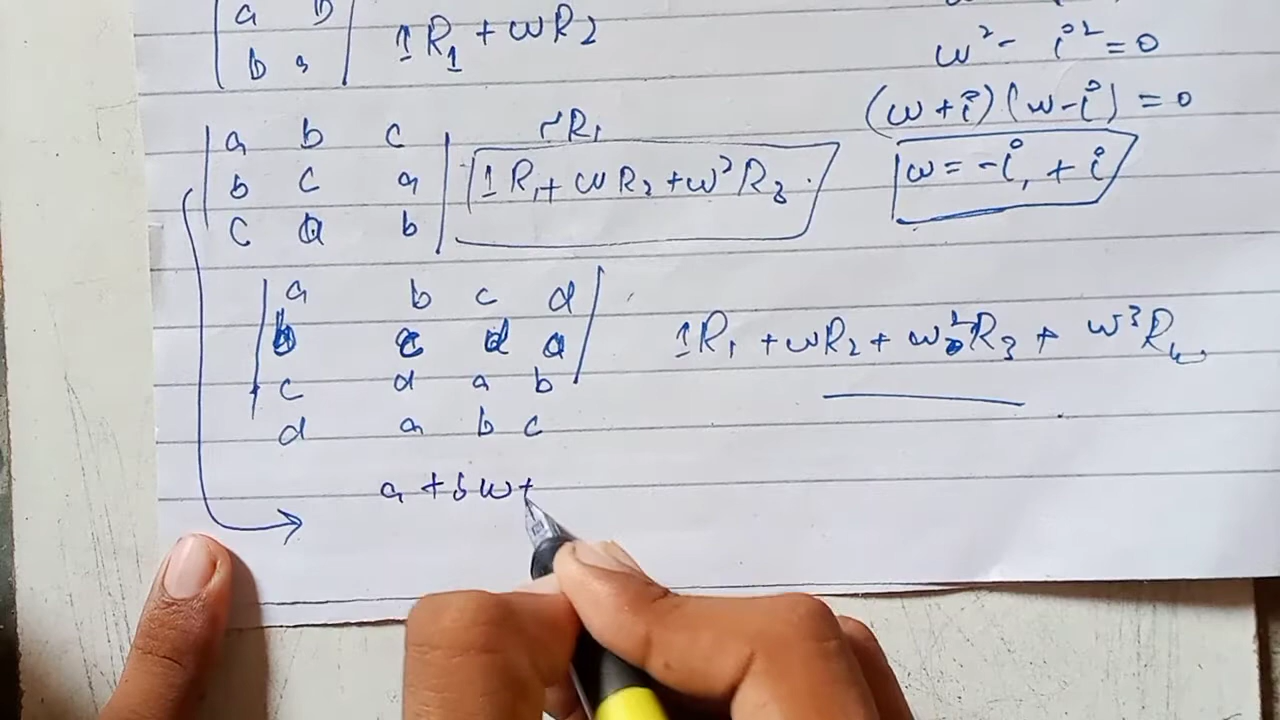 a b
b a 1R1 + ωR2
ω² - i² = 0
(ω+i)(ω-i) = 0
ω = -i, +i
~R1
a b c
b c a 1R1 + ωR2 + ω²R3
c a b
a b c d
b c d a 1R1 + ωR2 + ω²R3 + ω³R4
c d a b
d a b c
a + bω +